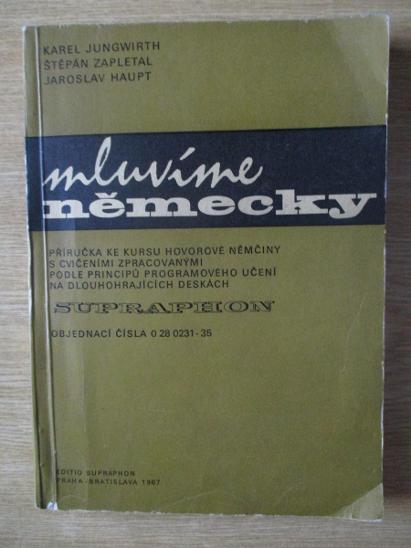 KAREL JUNGWIRTH
ŠTĚPÁN ZAPLETAL
JAROSLAV HAUPT
mluvíme
německy
PŘÍRUČKA KE KURSU HOVOROVÉ NĚMČINY
S CVIČENÍMI ZPRACOVANÝMI
PODLE PRINCIPŮ PROGRAMOVÉHO UČENÍ
NA DLOUHOHRAJÍCÍCH DESKÁCH
SUPRAPHON
OBJEDNACÍ ČÍSLA 0 28 0231-35
EDITIO SUPRAPHON
PRAHA-BRATISLAVA 1967